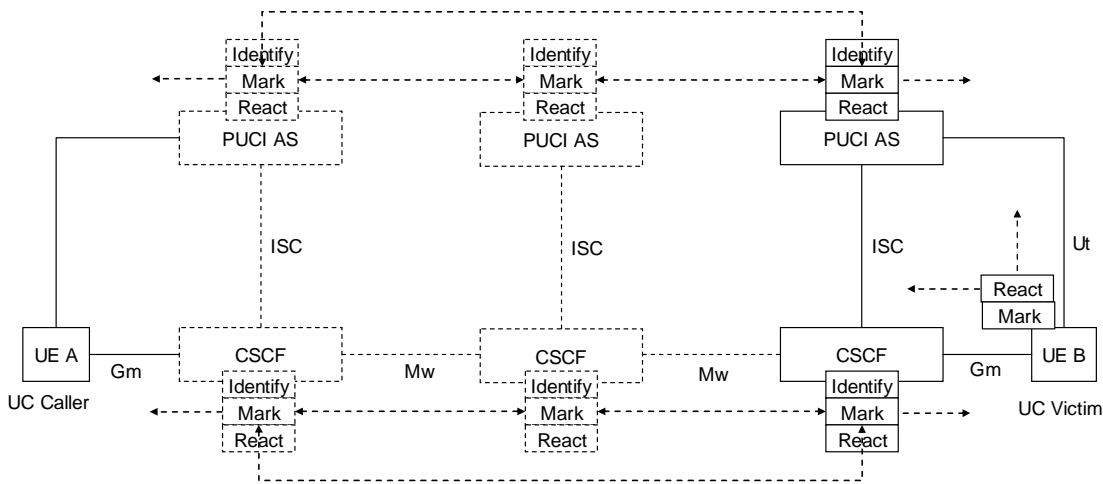 Identify Identify Identify
Mark Mark Mark
React React React
PUCI AS PUCI AS PUCI AS
ISC ISC ISC Ut
React
Mark
UE A CSCF CSCF CSCF UE B
Gm Mw Mw Gm
UC Caller UC Victim
Identify Identify Identify
Mark Mark Mark
React React React